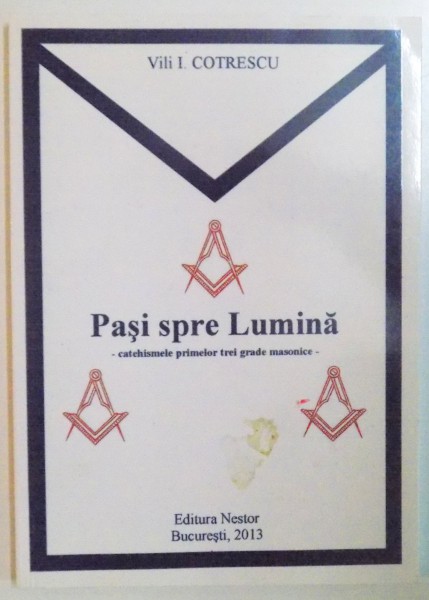 Vili I. COTRESCU
Paşi spre Lumină
- catehismele primelor trei grade masonice -
Editura Nestor
Bucureşti, 2013